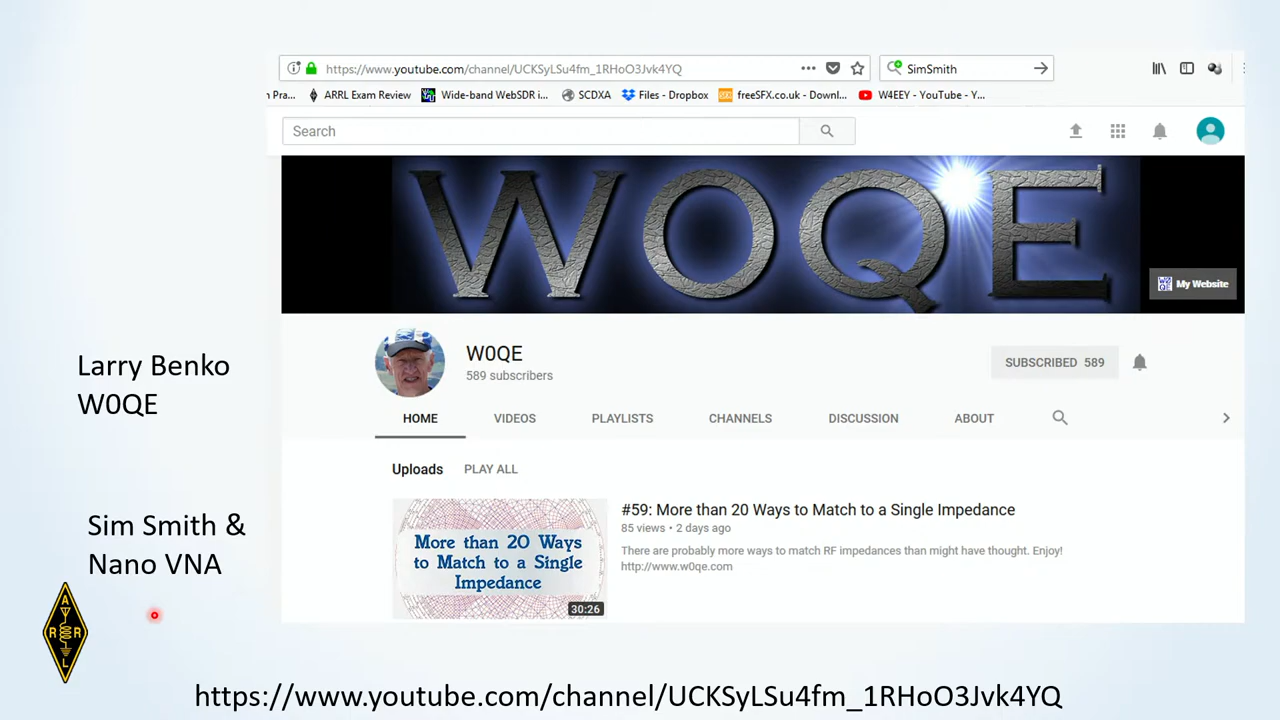 https://www.youtube.com/channel/UCKSyLSu4fm_1RHoO3Jvk4YQ
SimSmith
n Pra... ARRL Exam Review Wide-band WebSDR i... SCDXA Files - Dropbox freeSFX.co.uk - Downl... W4EEY - YouTube - Y...
Search
W0QE
My Website
W0QE
589 subscribers
SUBSCRIBED 589
HOME VIDEOS PLAYLISTS CHANNELS DISCUSSION ABOUT
Uploads PLAY ALL
More than 20 Ways
to Match to a Single
Impedance
30:26
#59: More than 20 Ways to Match to a Single Impedance
85 views • 2 days ago
There are probably more ways to match RF impedances than might have thought. Enjoy!
http://www.w0qe.com
Larry Benko
W0QE
Sim Smith &
Nano VNA
A
R R
L
https://www.youtube.com/channel/UCKSyLSu4fm_1RHoO3Jvk4YQ